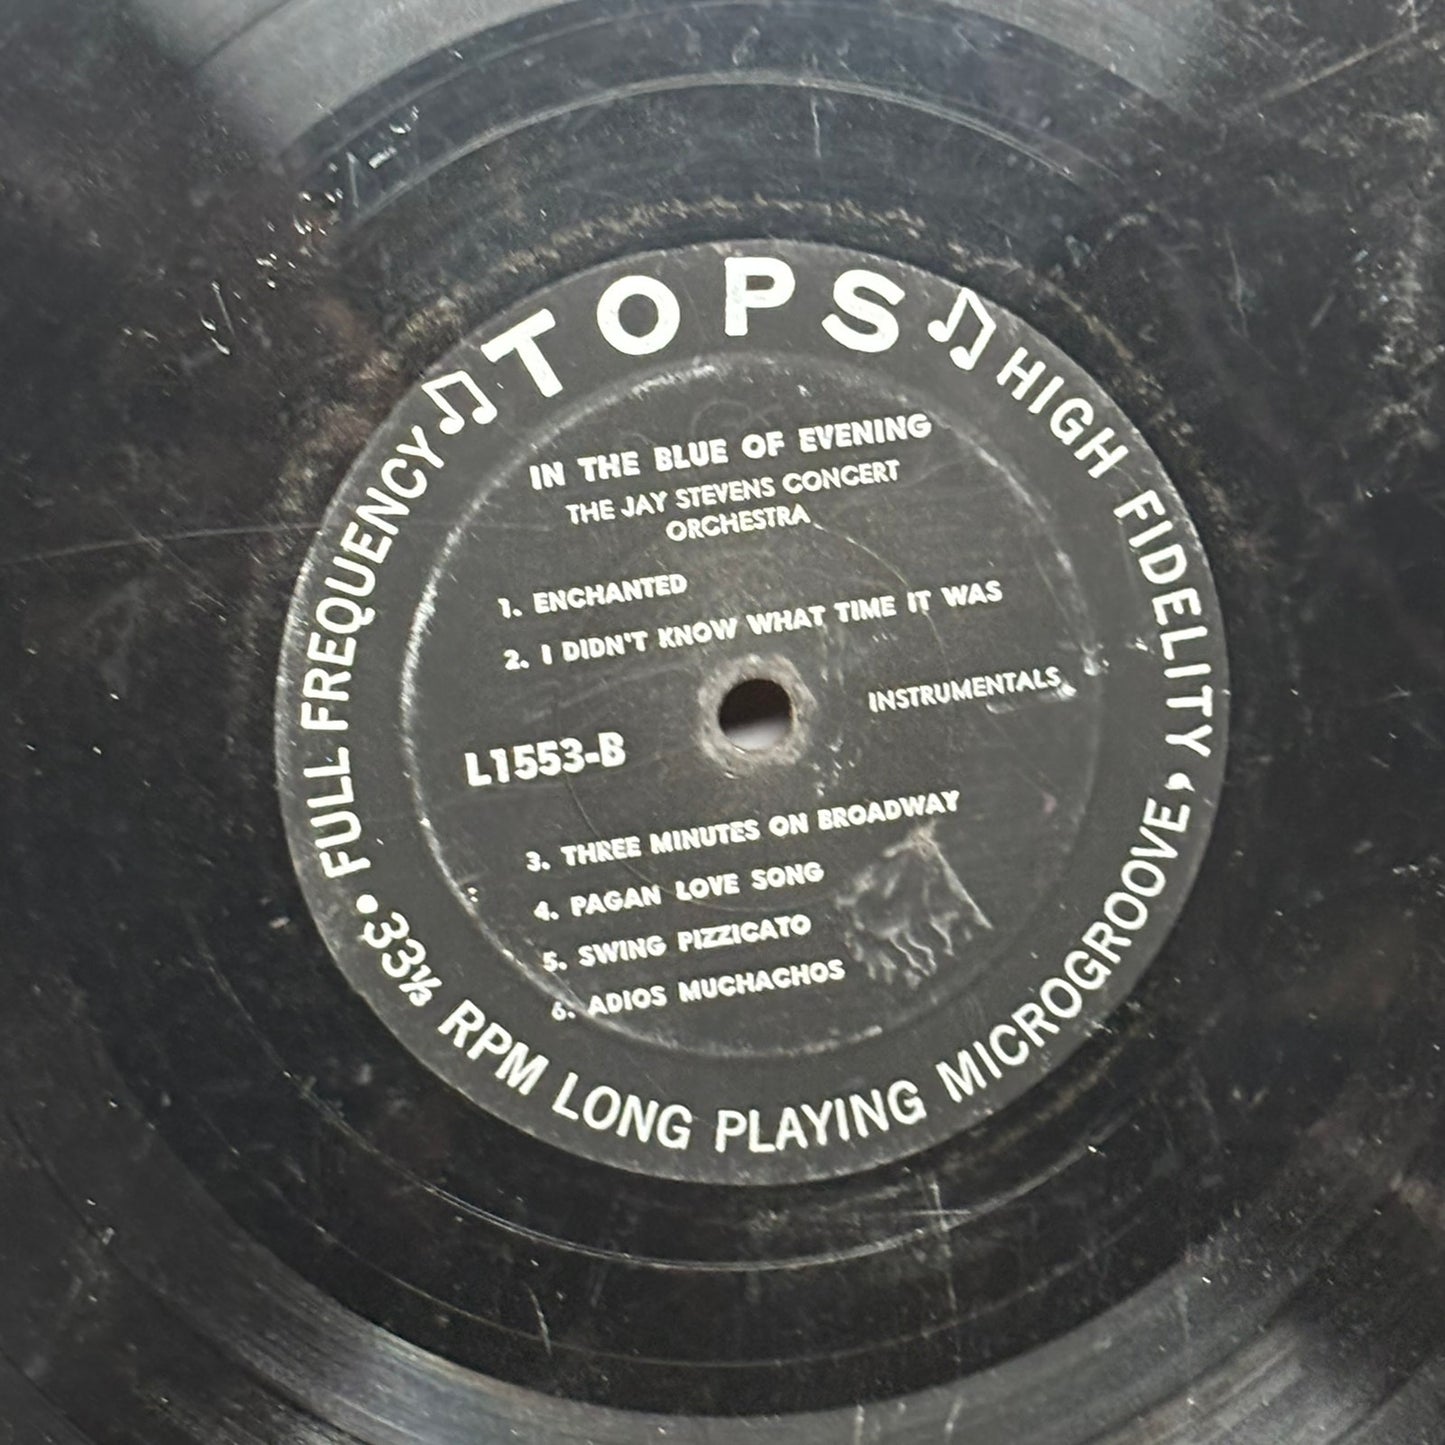 TOPS
FULL FREQUENCY
HIGH FIDELITY
IN THE BLUE OF EVENING
THE JAY STEVENS CONCERT
ORCHESTRA
1. ENCHANTED
2. I DIDN'T KNOW WHAT TIME IT WAS
INSTRUMENTALS
L1553-B
3. THREE MINUTES ON BROADWAY
4. PAGAN LOVE SONG
5. SWING PIZZICATO
6. ADIOS MUCHACHOS
• 33⅓ RPM LONG PLAYING MICROGROOVE •